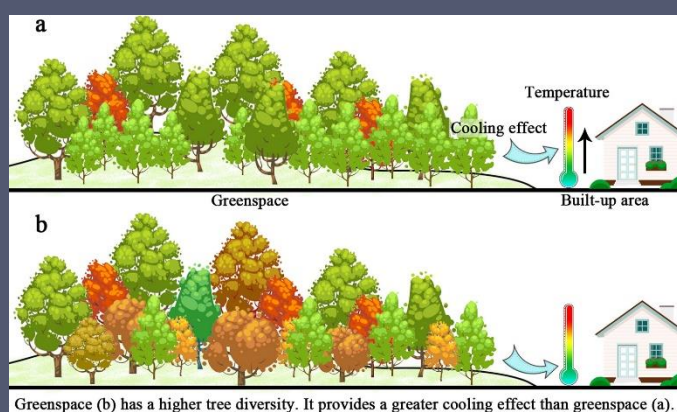 a
Temperature
Cooling effect
Greenspace
Built-up area
b
Greenspace (b) has a higher tree diversity. It provides a greater cooling effect than greenspace (a).